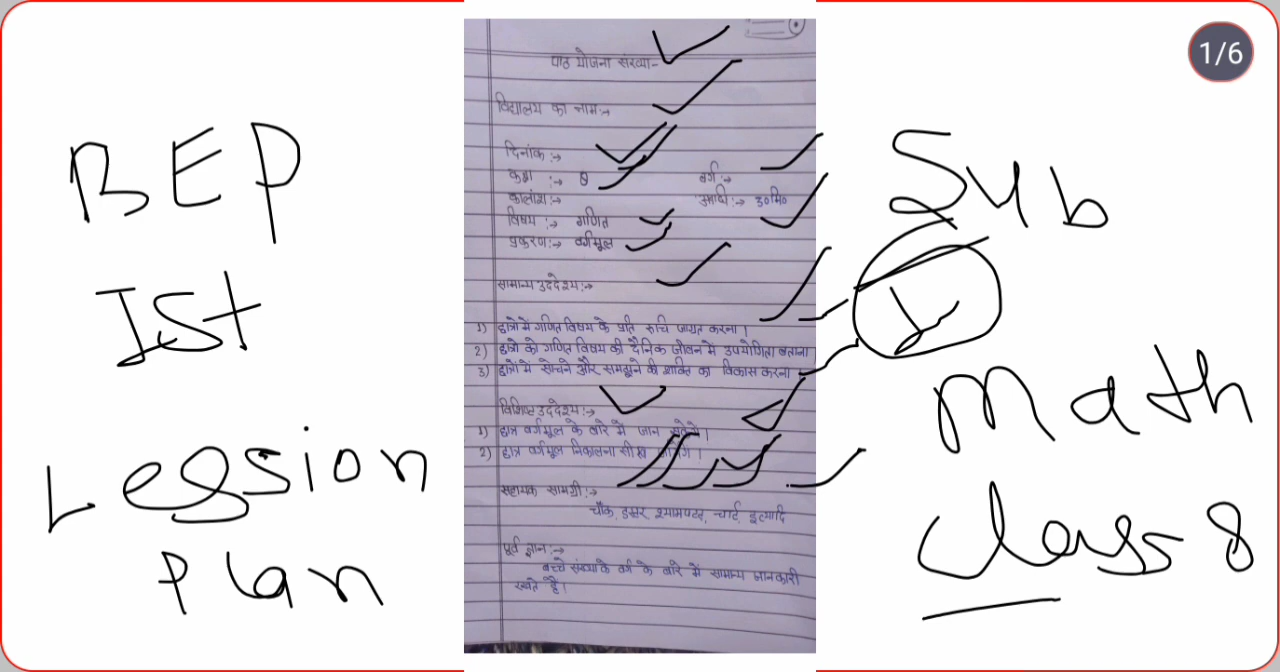 BEP
Ist
Lession
Plan
1/6
पाठ योजना संख्या-
विद्यालय का नाम:→
दिनांक:→
कक्षा :→ 8 वर्ग:→
कालांश:→ अवधि:→ 30मि०
विषय:→ गणित
प्रकरण:→ वर्गमूल
सामान्य उद्देश्य:→
1) छात्रो में गणित विषय के प्रति रुचि जाग्रत करना।
2) छात्रो को गणित विषय की दैनिक जीवन में उपयोगिता बताना
3) छात्रो में सोचने और समझने की शक्ति का विकास करना।
विशिष्ट उद्देश्य:→
1) छात्र वर्गमूल के बारे में जान सकेंगे।
2) छात्र वर्गमूल निकालना सीख जायेंगे।
सहायक सामग्री:→
चौक, डस्टर, श्यामपट्ट, चार्ट, इत्यादि
पूर्व ज्ञान:→
बच्चे संख्या के वर्ग के बारे में सामान्य जानकारी
रखते है।
Sub
Math
Class 8